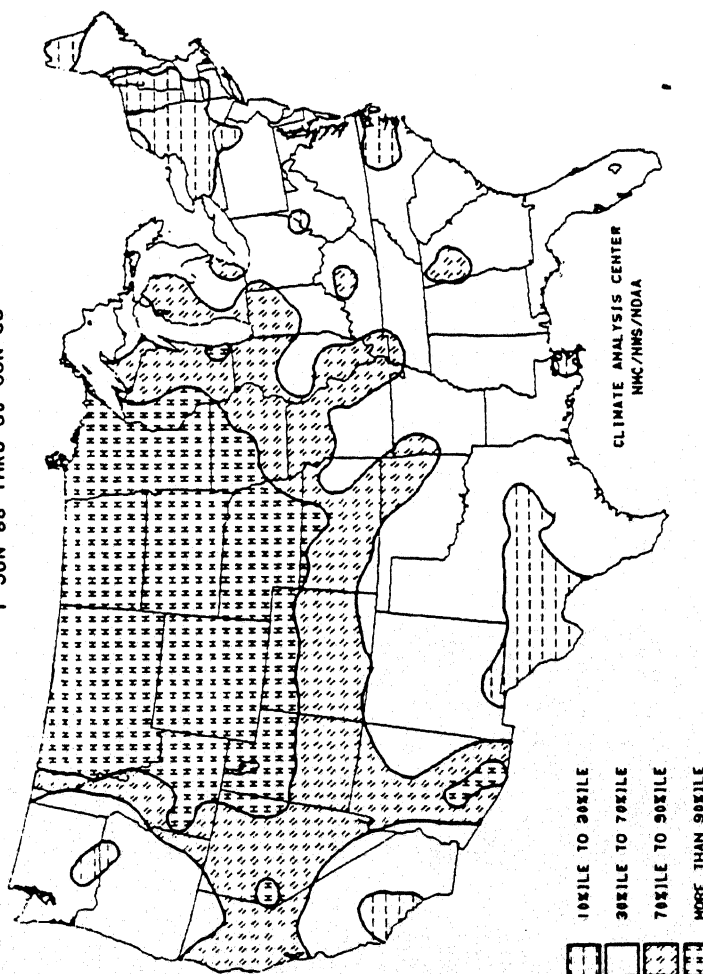 1 JUN 88 THRU 30 JUN 88
CLIMATE ANALYSIS CENTER
NMC/NWS/NOAA
10%ILE TO 30%ILE
30%ILE TO 70%ILE
70%ILE TO 90%ILE
MORE THAN 90%ILE